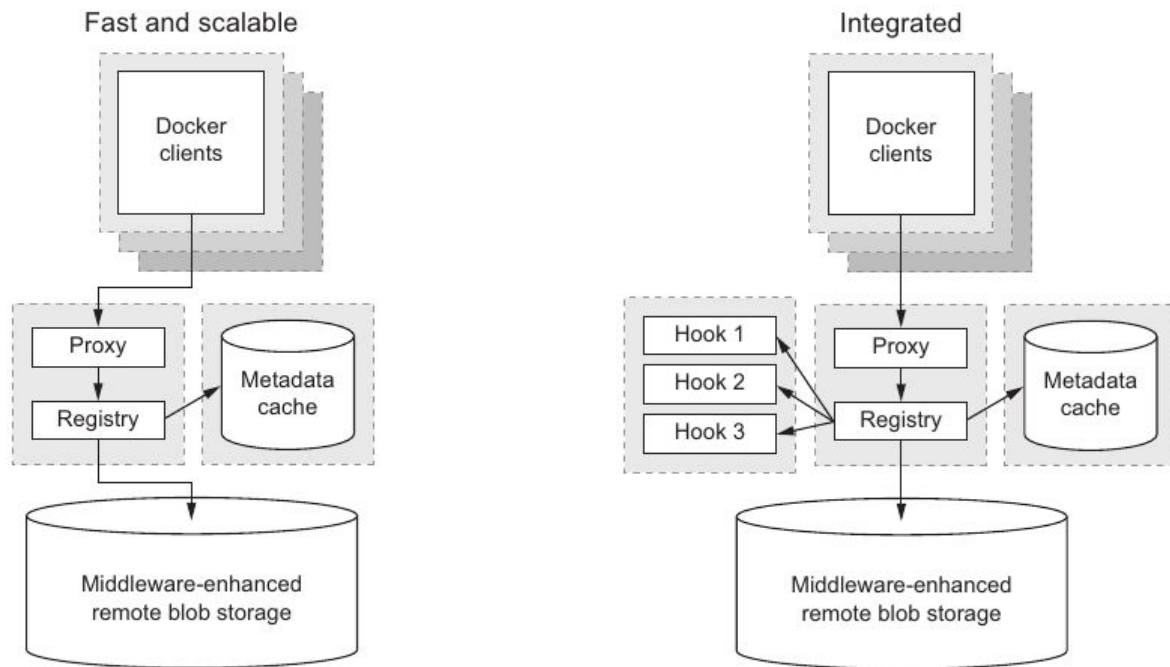 Fast and scalable
Docker
clients
Proxy
Registry
Metadata
cache
Middleware-enhanced
remote blob storage
Integrated
Docker
clients
Hook 1
Hook 2
Hook 3
Proxy
Registry
Metadata
cache
Middleware-enhanced
remote blob storage